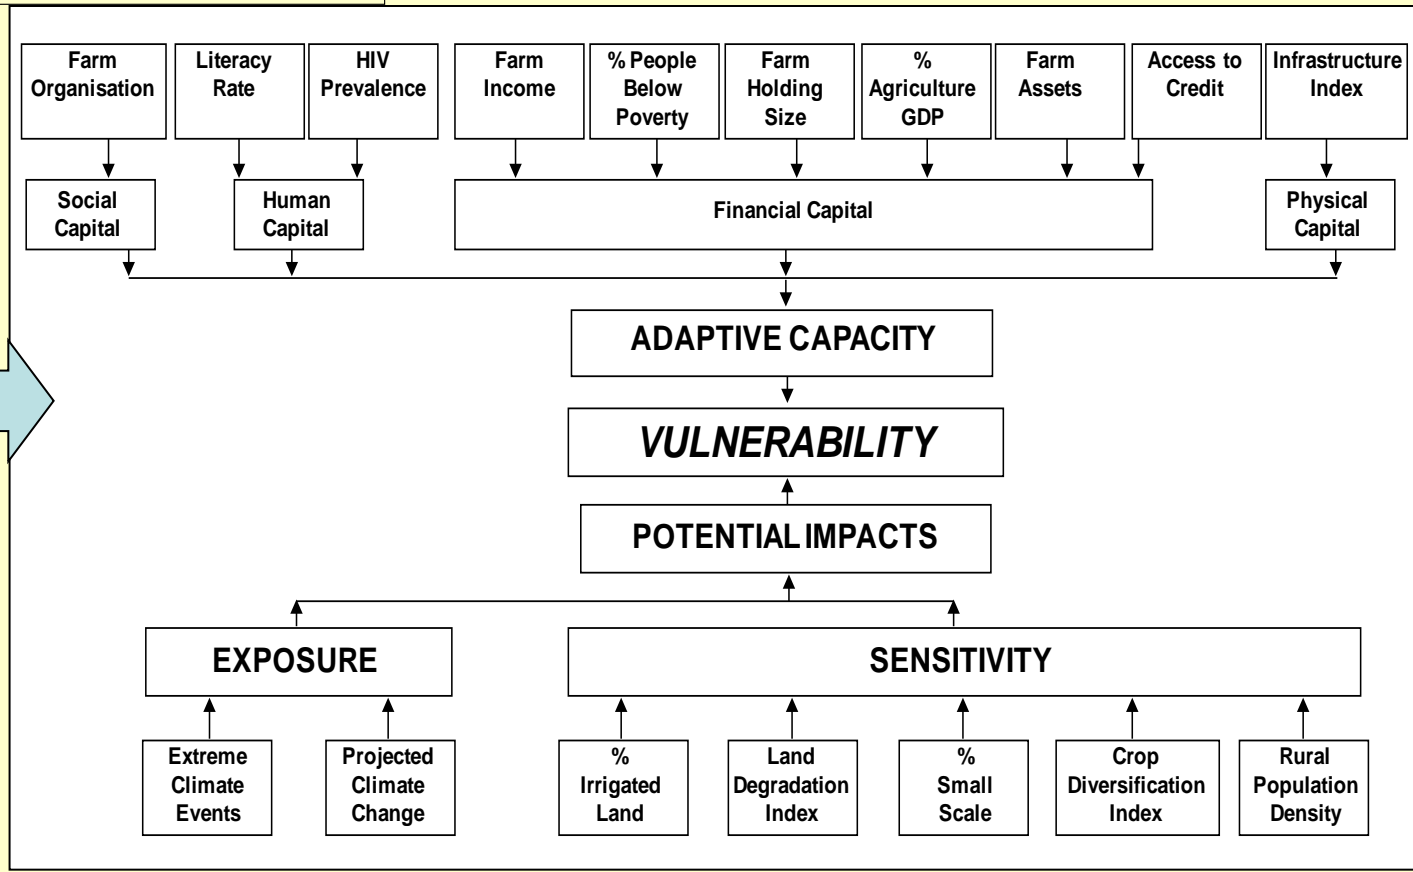 Farm
Organisation
Literacy
Rate
HIV
Prevalence
Farm
Income
% People
Below
Poverty
Farm
Holding
Size
%
Agriculture
GDP
Farm
Assets
Access to
Credit
Infrastructure
Index
Social
Capital
Human
Capital
Financial Capital
Physical
Capital
ADAPTIVE CAPACITY
VULNERABILITY
POTENTIAL IMPACTS
EXPOSURE
SENSITIVITY
Extreme
Climate
Events
Projected
Climate
Change
%
Irrigated
Land
Land
Degradation
Index
%
Small
Scale
Crop
Diversification
Index
Rural
Population
Density